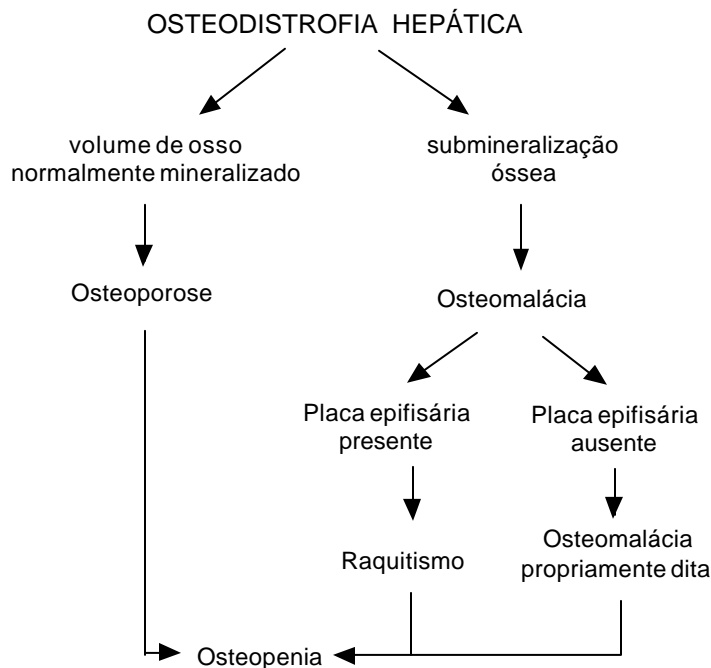 OSTEODISTROFIA HEPÁTICA
volume de osso
normalmente mineralizado
submineralização
óssea
Osteoporose
Osteomalácia
Placa epifisária
presente
Placa epifisária
ausente
Raquitismo
Osteomalácia
propriamente dita
Osteopenia